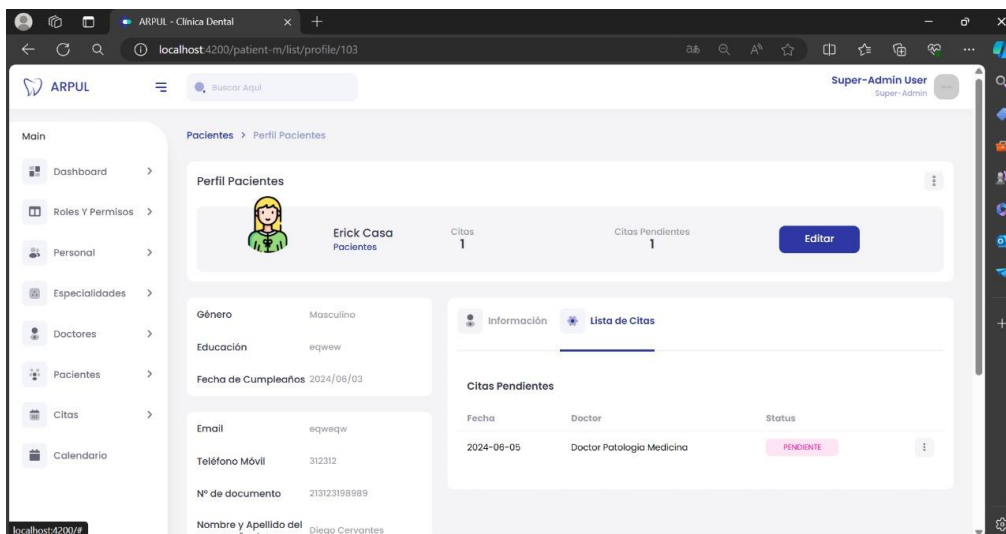 ARPUL - Clínica Dental
localhost:4200/patient-m/list/profile/103
ARPUL
Buscar Aquí
Super-Admin User
Super-Admin
Main
Dashboard
Roles Y Permisos
Personal
Especialidades
Doctores
Pacientes
Citas
Calendario
Pacientes > Perfil Pacientes
Perfil Pacientes
Erick Casa
Pacientes
Citas
1
Citas Pendientes
1
Editar
Género Masculino
Educación eqwew
Fecha de Cumpleaños 2024/06/03
Email eqweqw
Teléfono Móvil 312312
Nº de documento 213123198989
Nombre y Apellido del
Diego Cervantes
Información
Lista de Citas
Citas Pendientes
Fecha Doctor Status
2024-06-05 Doctor Patologia Medicina PENDIENTE
localhost:4200/#